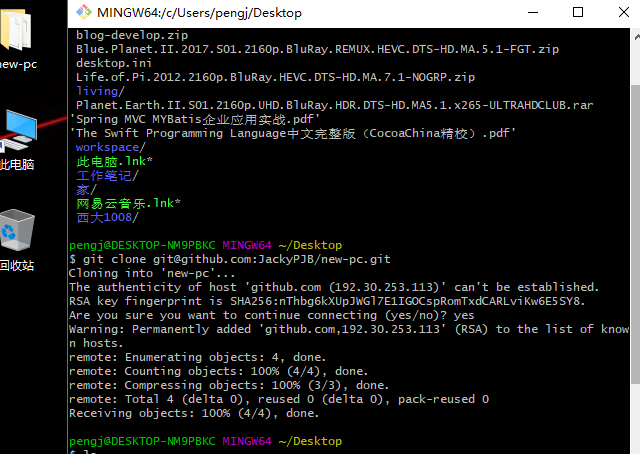 MINGW64:/c/Users/pengj/Desktop
blog-develop.zip
Blue.Planet.II.2017.S01.2160p.BluRay.REMUX.HEVC.DTS-HD.MA.5.1-FGT.zip
desktop.ini
Life.of.Pi.2012.2160p.BluRay.HEVC.DTS-HD.MA.7.1-NOGRP.zip
living/
Planet.Earth.II.S01.2160p.UHD.BluRay.HDR.DTS-HD.MA5.1.x265-ULTRAHDCLUB.rar
'Spring MVC MYBatis企业应用实战.pdf'
'The Swift Programming Language中文完整版（CocoaChina精校）.pdf'
workspace/
此电脑.lnk*
工作笔记/
家/
网易云音乐.lnk*
西大1008/
pengj@DESKTOP-NM9PBKC MINGW64 ~/Desktop
$ git clone git@github.com:JackyPJB/new-pc.git
Cloning into 'new-pc'...
The authenticity of host 'github.com (192.30.253.113)' can't be established.
RSA key fingerprint is SHA256:nThbg6kXUpJWGl7E1IGOCspRomTxdCARLviKw6E5SY8.
Are you sure you want to continue connecting (yes/no)? yes
Warning: Permanently added 'github.com,192.30.253.113' (RSA) to the list of know
n hosts.
remote: Enumerating objects: 4, done.
remote: Counting objects: 100% (4/4), done.
remote: Compressing objects: 100% (3/3), done.
remote: Total 4 (delta 0), reused 0 (delta 0), pack-reused 0
Receiving objects: 100% (4/4), done.
pengj@DESKTOP-NM9PBKC MINGW64 ~/Desktop
$ ls
new-pc
此电脑
回收站